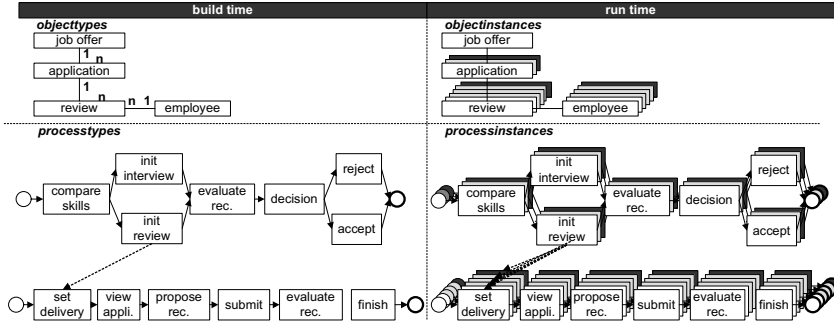 build time
run time
objecttypes
job offer
1
n
application
1
n
review
n 1
employee
objectinstances
job offer
application
review
employee
processtypes
compare
skills
init
interview
init
review
evaluate
rec.
decision
reject
accept
set
delivery
view
appli.
propose
rec.
submit
evaluate
rec.
finish
processinstances
compare
skills
init
interview
init
review
evaluate
rec.
decision
reject
accept
set
delivery
view
appli.
propose
rec.
submit
evaluate
rec.
finish